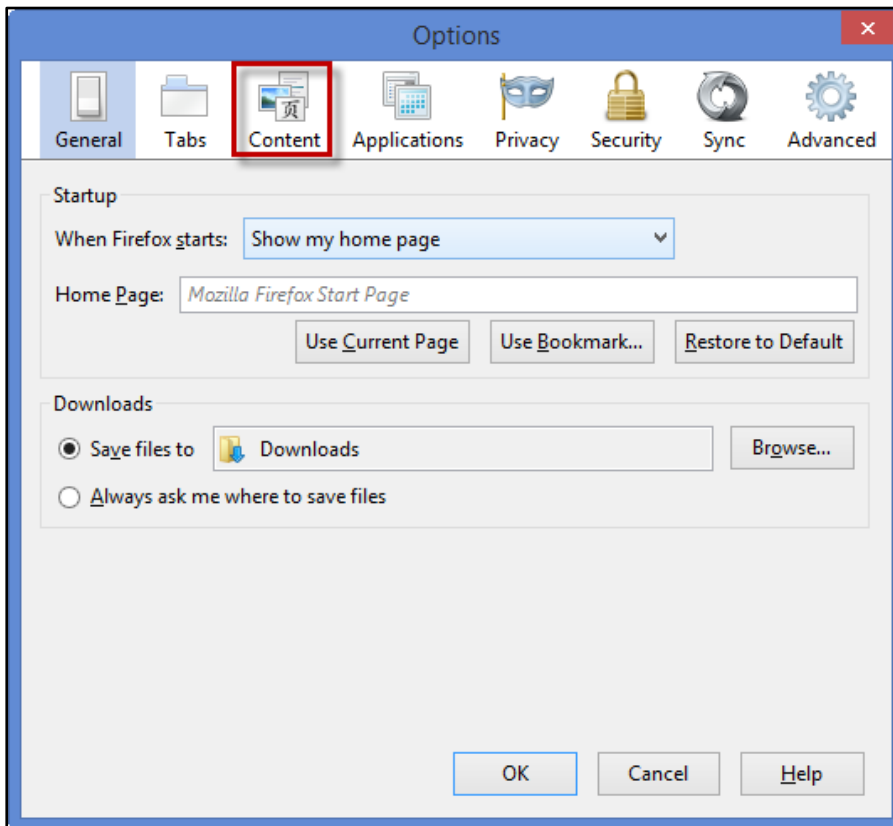 Options
General Tabs Content Applications Privacy Security Sync Advanced
页
Startup
When Firefox starts: Show my home page
Home Page: Mozilla Firefox Start Page
Use Current Page Use Bookmark... Restore to Default
Downloads
Save files to Downloads Browse...
Always ask me where to save files
OK Cancel Help